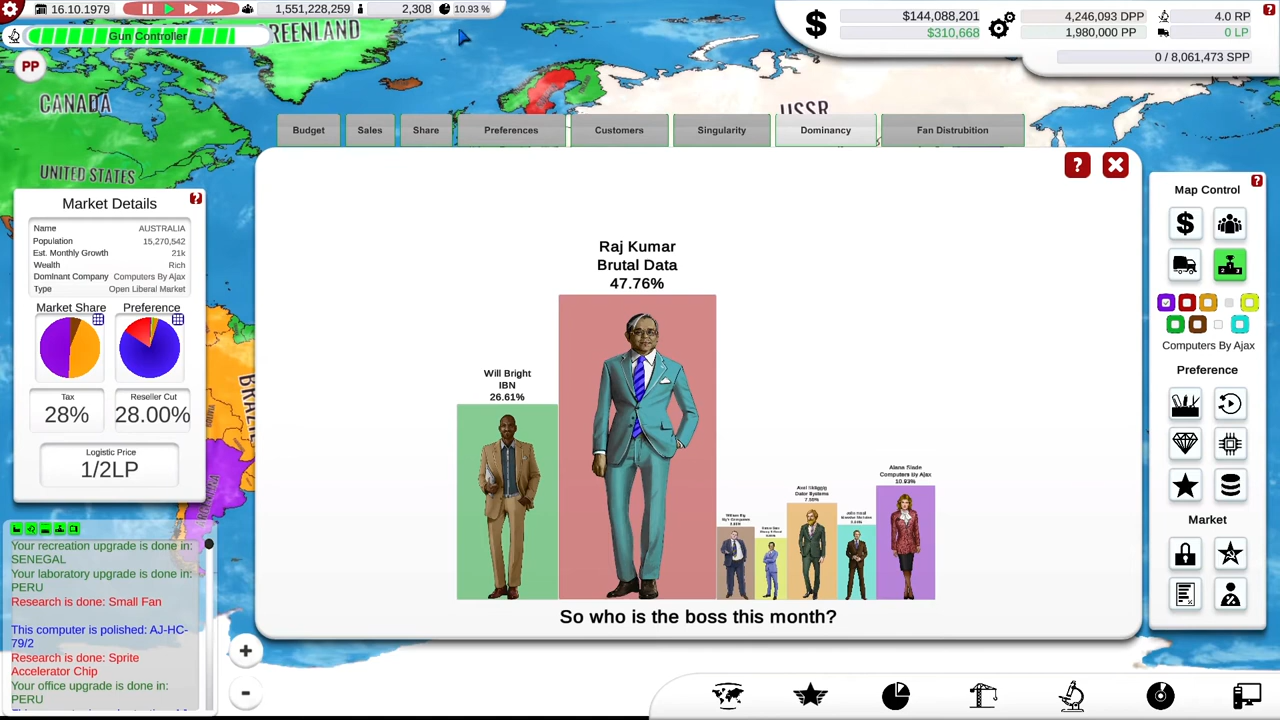 16.10.1979
1,551,228,259
2,308
10.93 %
Gun Controller
PP
$144,088,201
$310,668
4,246,093 DPP
1,980,000 PP
4.0 RP
0 LP
0 / 8,061,473 SPP
GREENLAND
CANADA
UNITED STATES
USSR
BRAZIL
Budget
Sales
Share
Preferences
Customers
Singularity
Dominancy
Fan Distrubition
Market Details
Name AUSTRALIA
Population 15,270,542
Est. Monthly Growth 21k
Wealth Rich
Dominant Company Computers By Ajax
Type Open Liberal Market
Market Share
Preference
Tax
28%
Reseller Cut
28.00%
Logistic Price
1/2LP
Your recreation upgrade is done in:
SENEGAL
Your laboratory upgrade is done in:
PERU
Research is done: Small Fan
This computer is polished: AJ-HC-
79/2
Research is done: Sprite
Accelerator Chip
Your office upgrade is done in:
PERU
Will Bright
IBN
26.61%
Raj Kumar
Brutal Data
47.76%
Computers By Ajax
10.93%
So who is the boss this month?
Map Control
Computers By Ajax
Preference
Market
+
-